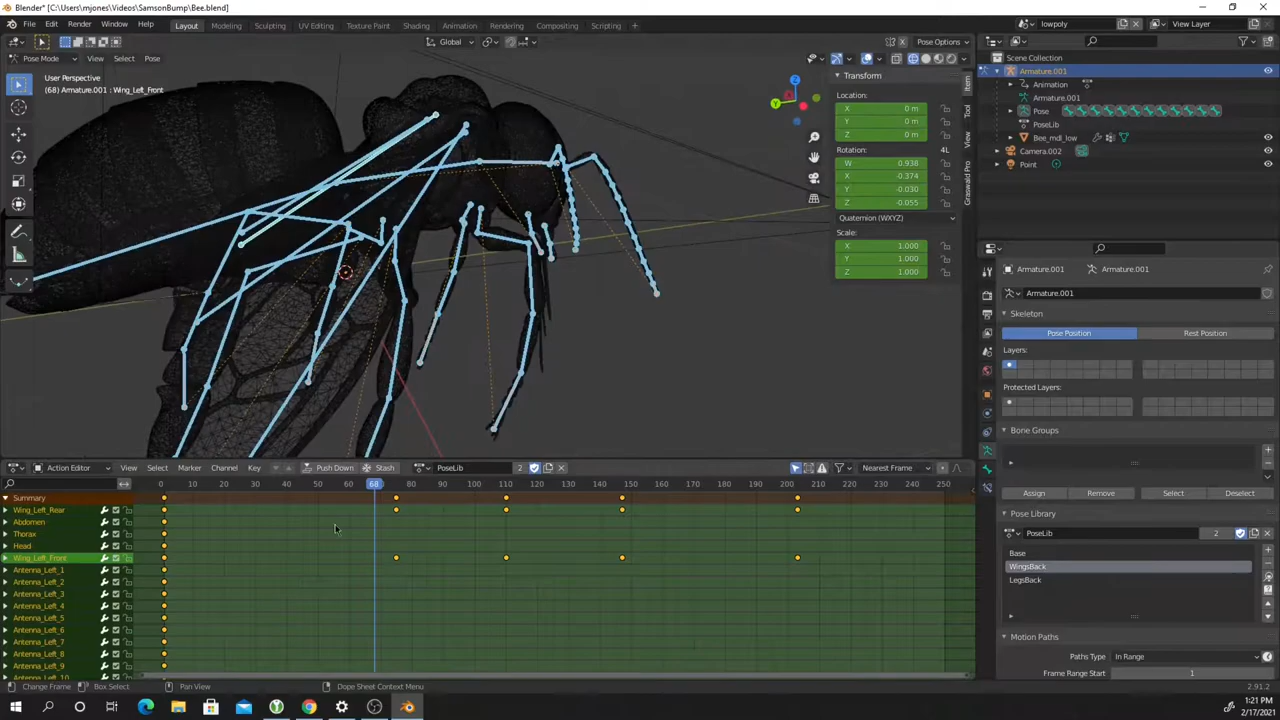 Blender* [C:\Users\mjones\Videos\SamsonBump\Bee.blend]
File Edit Render Window Help Layout Modeling Sculpting UV Editing Texture Paint Shading Animation Rendering Compositing Scripting lowpoly View Layer
Global Pose Options
Pose Mode View Select Pose
User Perspective
(68) Armature.001 : Wing_Left_Front
Transform
Location:
X 0 m
Y 0 m
Z 0 m
Rotation: 4L
W 0.938
X -0.374
Y -0.030
Z -0.055
Quaternion (WXYZ)
Scale:
X 1.000
Y 1.000
Z 1.000
Item
Tool
View
Graswald Pro
Scene Collection
Armature.001
Animation
Armature.001
Pose
PoseLib
Bee_mdl_low
Camera.002
Point
Armature.001 Armature.001
Armature.001
Skeleton
Pose Position Rest Position
Layers:
Protected Layers:
Bone Groups
Assign Remove Select Deselect
Pose Library
PoseLib 2
Base
WingsBack
LegsBack
Motion Paths
Paths Type In Range
Frame Range Start 1
Action Editor View Select Marker Channel Key Push Down Stash PoseLib 2 Nearest Frame
0 10 20 30 40 50 60 68 80 90 100 110 120 130 140 150 160 170 180 190 200 210 220 230 240 250
Summary
Wing_Left_Rear
Abdomen
Thorax
Head
Wing_Left_Front
Antenna_Left_1
Antenna_Left_2
Antenna_Left_3
Antenna_Left_4
Antenna_Left_5
Antenna_Left_6
Antenna_Left_7
Antenna_Left_8
Antenna_Left_9
Antenna_Left_10
Change Frame Box Select Pan View Dope Sheet Context Menu 2.91.2
1:21 PM
2/17/2021